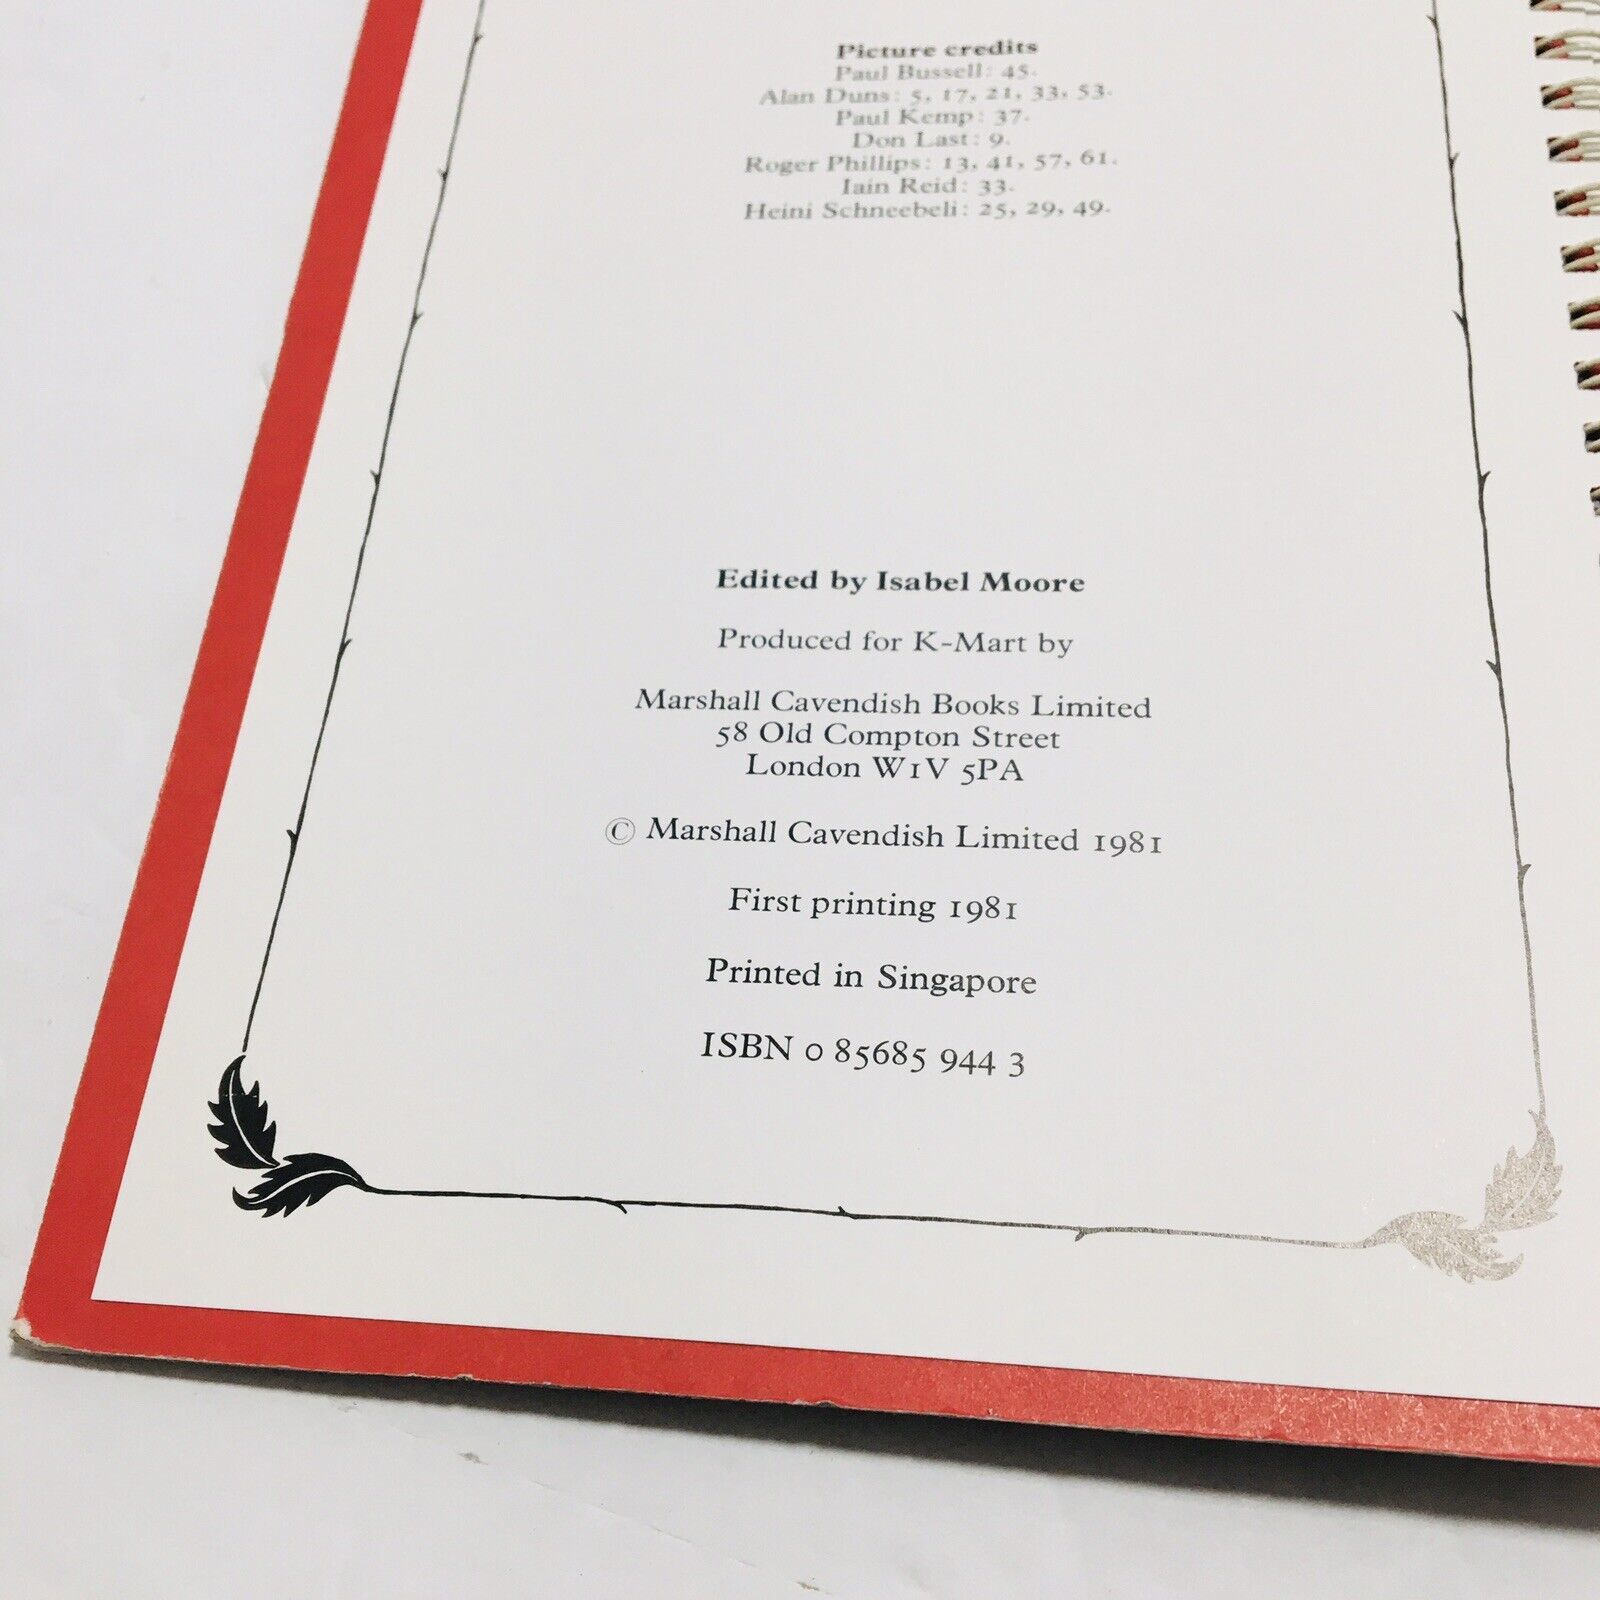 Picture credits
Paul Bussell: 45.
Alan Duns: 5, 17, 21, 33, 53.
Paul Kemp: 37.
Don Last: 9.
Roger Phillips: 13, 41, 57, 61.
Iain Reid: 33.
Heini Schneebeli: 25, 29, 49.
Edited by Isabel Moore
Produced for K-Mart by
Marshall Cavendish Books Limited
58 Old Compton Street
London W1V 5PA
© Marshall Cavendish Limited 1981
First printing 1981
Printed in Singapore
ISBN 0 85685 944 3